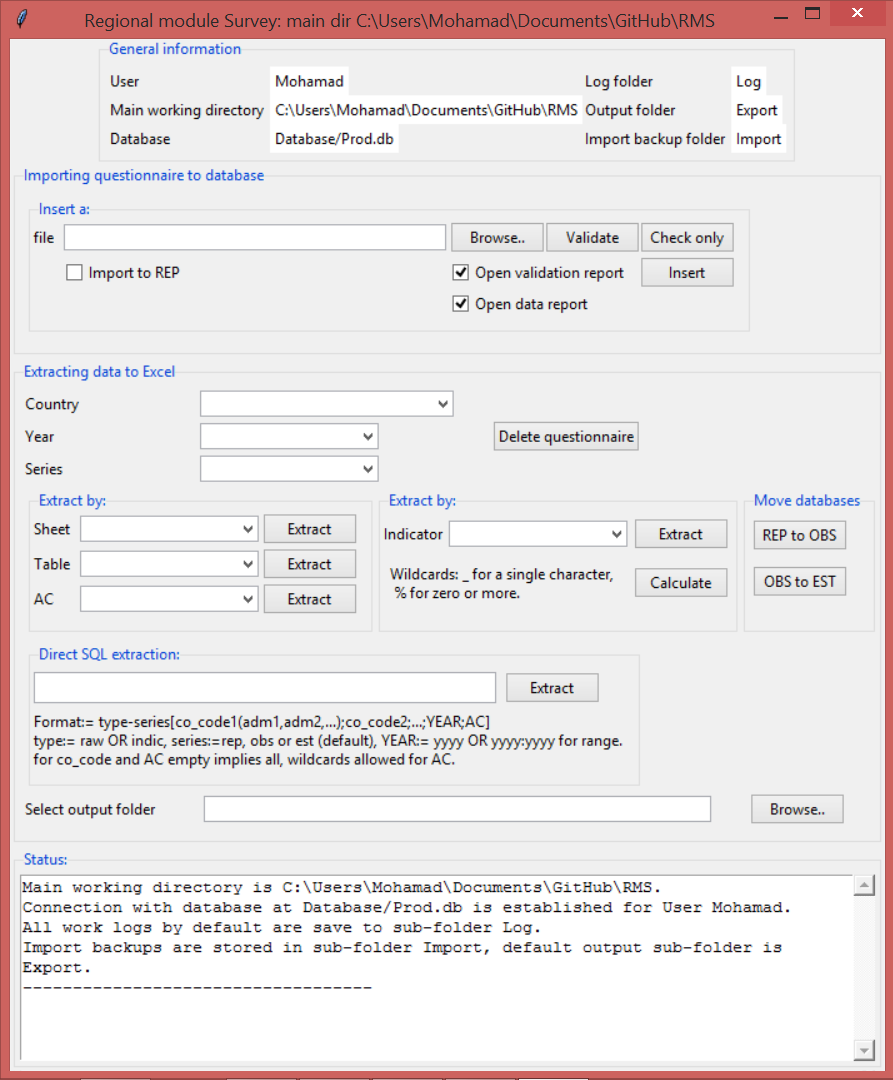 Regional module Survey: main dir C:\Users\Mohamad\Documents\GitHub\RMS
General information
User Mohamad Log folder Log
Main working directory C:\Users\Mohamad\Documents\GitHub\RMS Output folder Export
Database Database/Prod.db Import backup folder Import
Importing questionnaire to database
Insert a:
file Browse.. Validate Check only
Import to REP Open validation report Insert
Open data report
Extracting data to Excel
Country
Year Delete questionnaire
Series
Extract by: Extract by: Move databases
Sheet Extract Indicator Extract REP to OBS
Table Extract Wildcards: _ for a single character, Calculate OBS to EST
% for zero or more.
AC Extract
Direct SQL extraction:
Extract
Format:= type-series[co_code1(adm1,adm2,...);co_code2;...;YEAR;AC]
type:= raw OR indic, series:=rep, obs or est (default), YEAR:= yyyy OR yyyy:yyyy for range.
for co_code and AC empty implies all, wildcards allowed for AC.
Select output folder Browse..
Status:
Main working directory is C:\Users\Mohamad\Documents\GitHub\RMS.
Connection with database at Database/Prod.db is established for User Mohamad.
All work logs by default are save to sub-folder Log.
Import backups are stored in sub-folder Import, default output sub-folder is
Export.
-----------------------------------